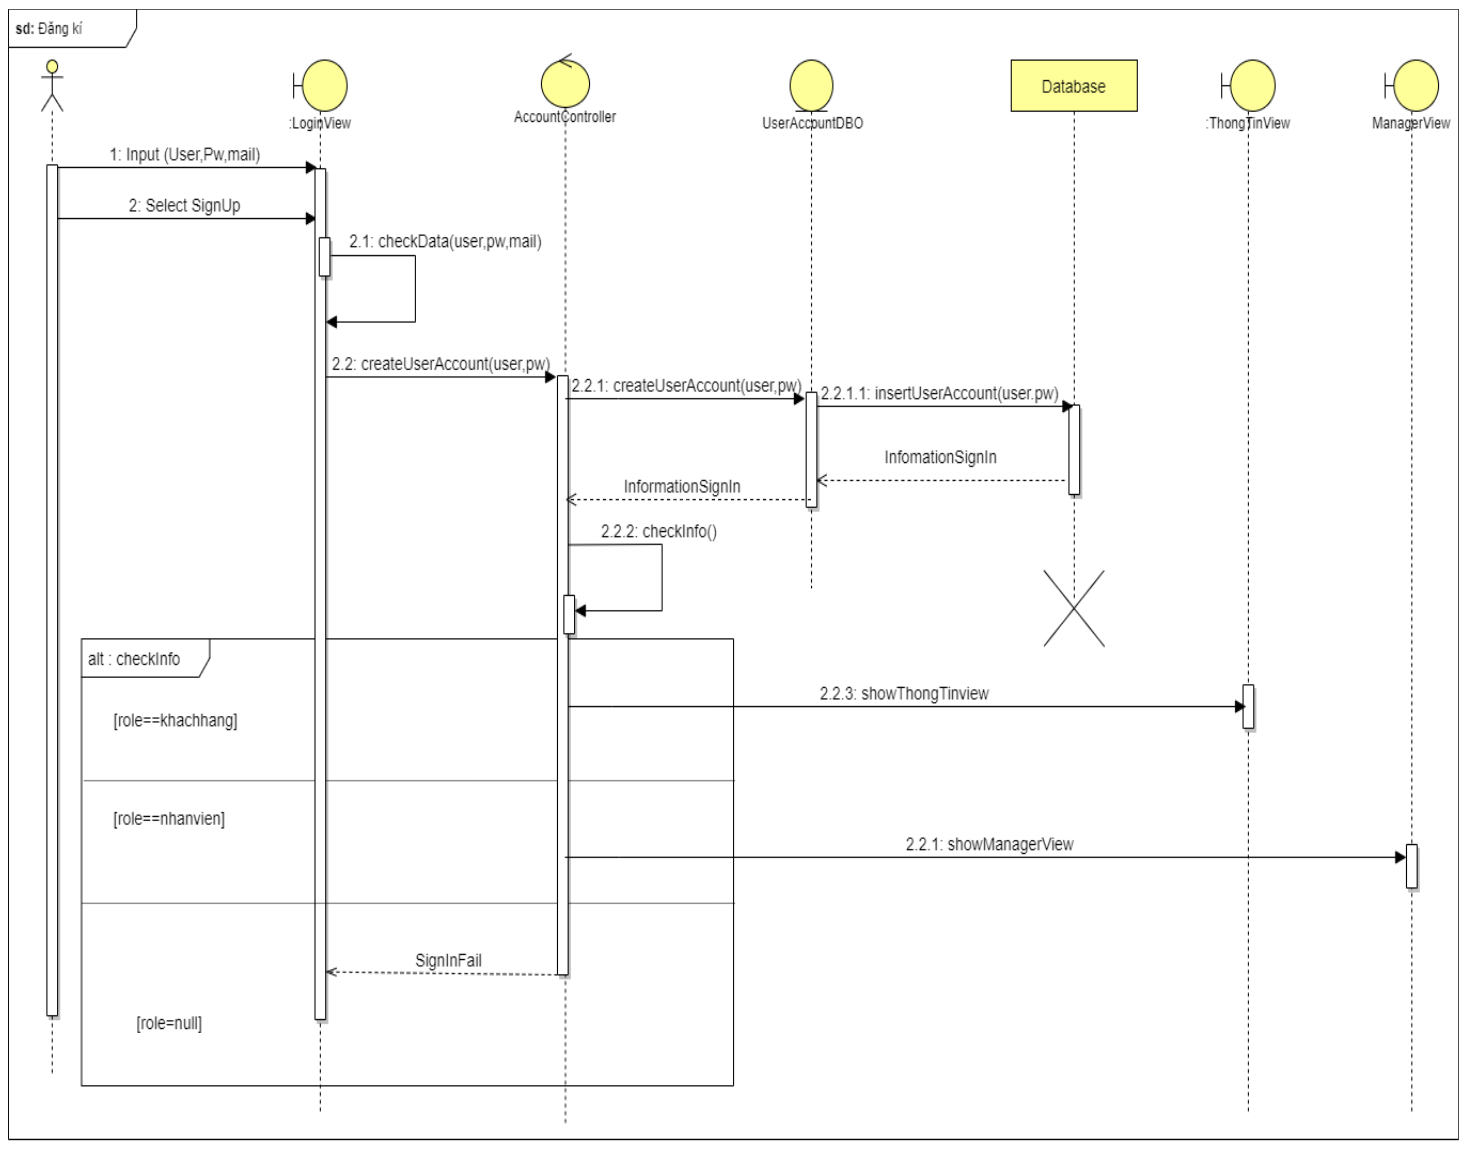 sd: Đăng kí
:LoginView
AccountController
UserAccountDBO
Database
:ThongTinView
ManagerView
1: Input (User,Pw,mail)
2: Select SignUp
2.1: checkData(user,pw,mail)
2.2: createUserAccount(user,pw)
2.2.1: createUserAccount(user,pw)
2.2.1.1: insertUserAccount(user.pw)
InfomationSignIn
InformationSignIn
2.2.2: checkInfo()
alt : checkInfo
2.2.3: showThongTinview
[role==khachhang]
[role==nhanvien]
2.2.1: showManagerView
SignInFail
[role=null]